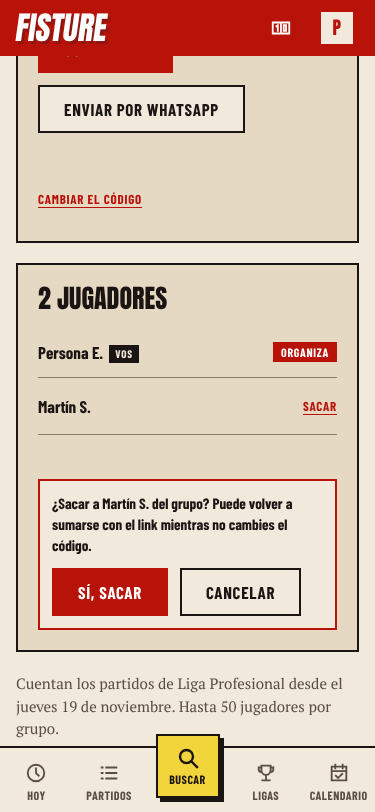 FISTURE
P
ENVIAR POR WHATSAPP
CAMBIAR EL CÓDIGO
2 JUGADORES
Persona E. VOS ORGANIZA
Martín S. SACAR
¿Sacar a Martín S. del grupo? Puede volver a
sumarse con el link mientras no cambies el
código.
SÍ, SACAR CANCELAR
Cuentan los partidos de Liga Profesional desde el
jueves 19 de noviembre. Hasta 50 jugadores por
grupo.
HOY PARTIDOS BUSCAR LIGAS CALENDARIO